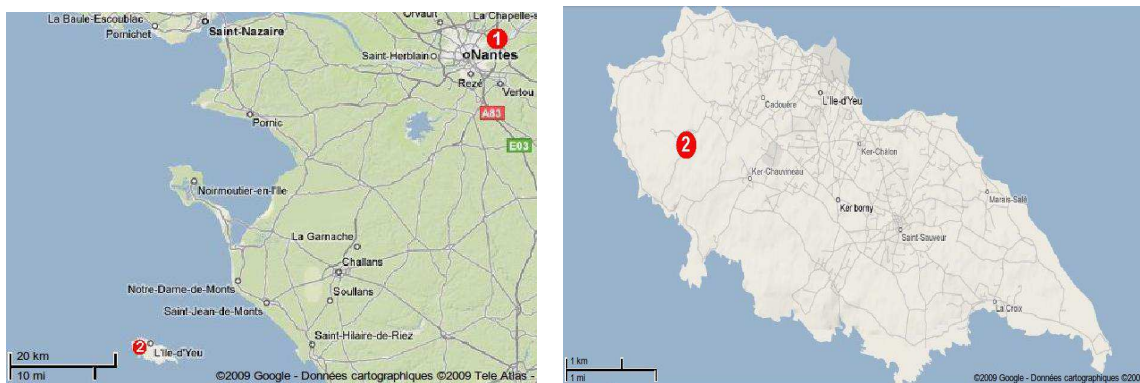 La Baule-Escoublac
Orvault
La Chapelle-s
Pornichet
Saint-Nazaire
1
Saint-Herblain
Nantes
Rezé
Vertou
A83
Pornic
E03
Noirmoutier-en-l'Ile
La Garnache
Challans
Notre-Dame-de-Monts
Soullans
Saint-Jean-de-Monts
Saint-Hilaire-de-Riez
2
L'Ile-d'Yeu
20 km
10 mi
©2009 Google - Données cartographiques ©2009 Tele Atlas -
Cadouère
L'Ile-d'Yeu
2
Ker-Châlon
Ker-Chauvineau
Marais-Salé
Ker borny
Saint-Sauveur
La Croix
1 km
1 mi
©2009 Google - Données cartographiques ©200